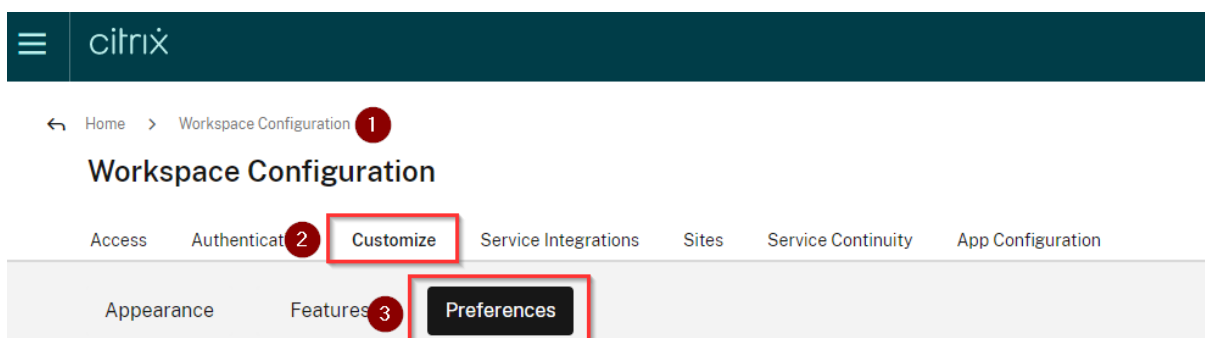 citrix
Home > Workspace Configuration 1
Workspace Configuration
Access Authenticat 2 Customize Service Integrations Sites Service Continuity App Configuration
Appearance Features 3 Preferences